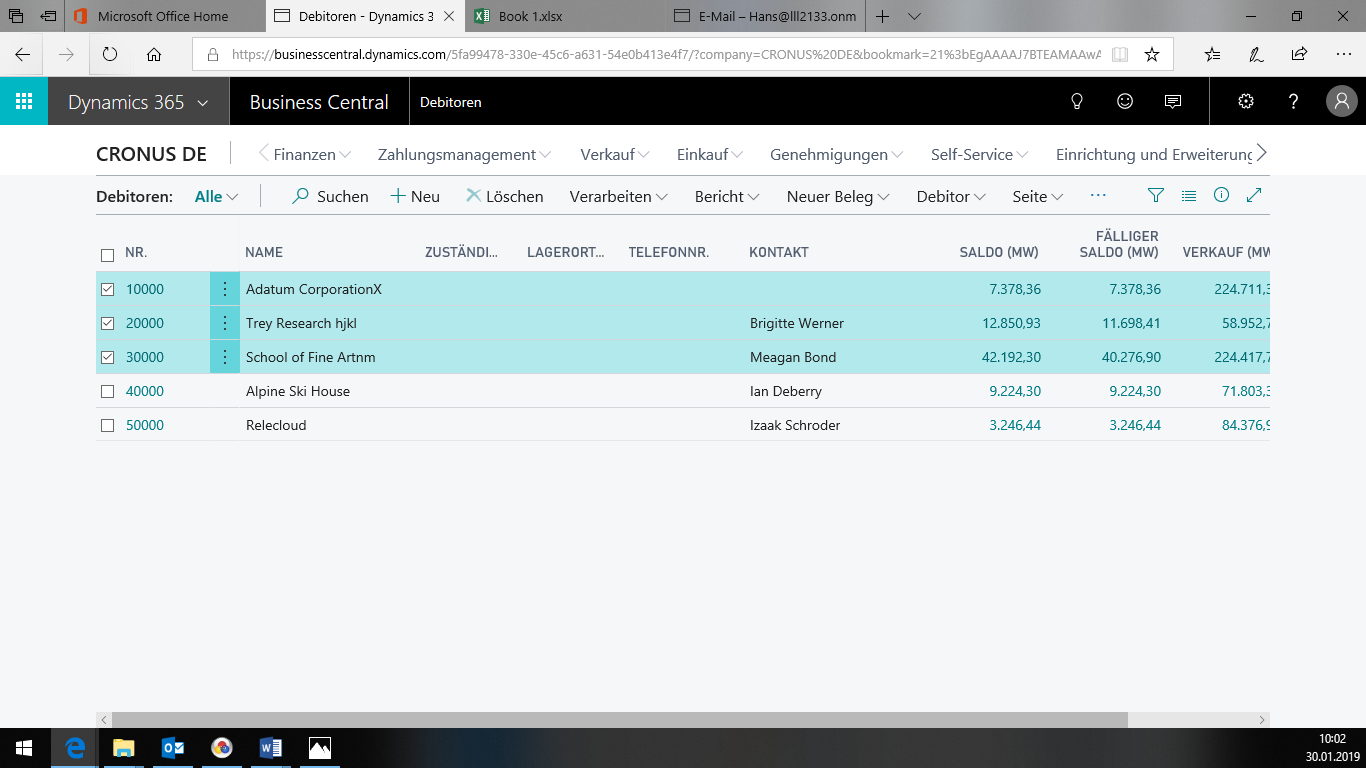 Microsoft Office Home
Debitoren - Dynamics 3
Book 1.xlsx
E-Mail – Hans@lll2133.onm
https://businesscentral.dynamics.com/5fa99478-330e-45c6-a631-54e0b413e4f7/?company=CRONUS%20DE&bookmark=21%3bEgAAAAJ7BTEAMAAwA
Dynamics 365 Business Central Debitoren ?
CRONUS DE Finanzen Zahlungsmanagement Verkauf Einkauf Genehmigungen Self-Service Einrichtung und Erweiterung
Debitoren: Alle Suchen Neu Löschen Verarbeiten Bericht Neuer Beleg Debitor Seite ···
NR. NAME ZUSTÄNDI... LAGERORT... TELEFONNR. KONTAKT SALDO (MW) FÄLLIGER SALDO (MW) VERKAUF (MW
10000 Adatum CorporationX 7.378,36 7.378,36 224.711,3
20000 Trey Research hjkl Brigitte Werner 12.850,93 11.698,41 58.952,7
30000 School of Fine Artnm Meagan Bond 42.192,30 40.276,90 224.417,7
40000 Alpine Ski House Ian Deberry 9.224,30 9.224,30 71.803,3
50000 Relecloud Izaak Schroder 3.246,44 3.246,44 84.376,9
10:02
30.01.2019